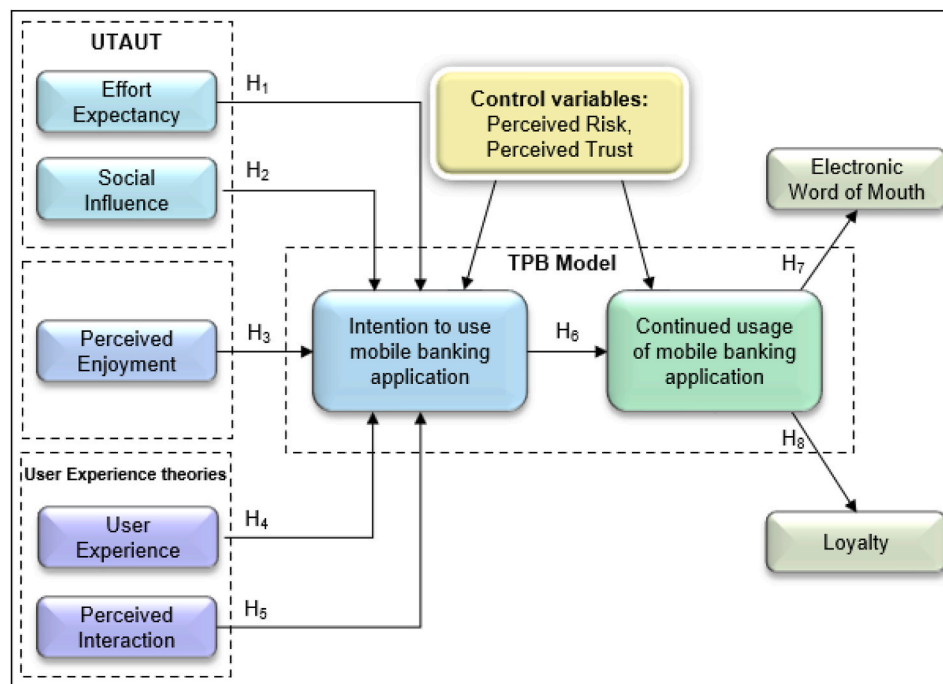 UTAUT
Effort
Expectancy
H₁
Social
Influence
H₂
Control variables:
Perceived Risk,
Perceived Trust
Electronic
Word of Mouth
TPB Model
H₇
Perceived
Enjoyment
H₃
Intention to use
mobile banking
application
H₆
Continued usage
of mobile banking
application
H₈
User Experience theories
User
Experience
H₄
Loyalty
Perceived
Interaction
H₅